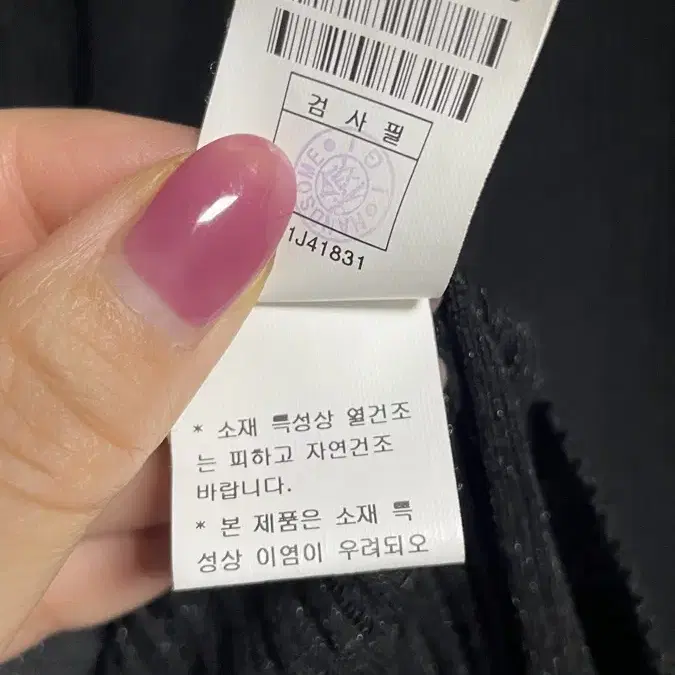 검 사 필
HANDSOME
1J41831
* 소재 특성상 열건조
는 피하고 자연건조
바랍니다.
* 본 제품은 소재 특
성상 이염이 우려되오